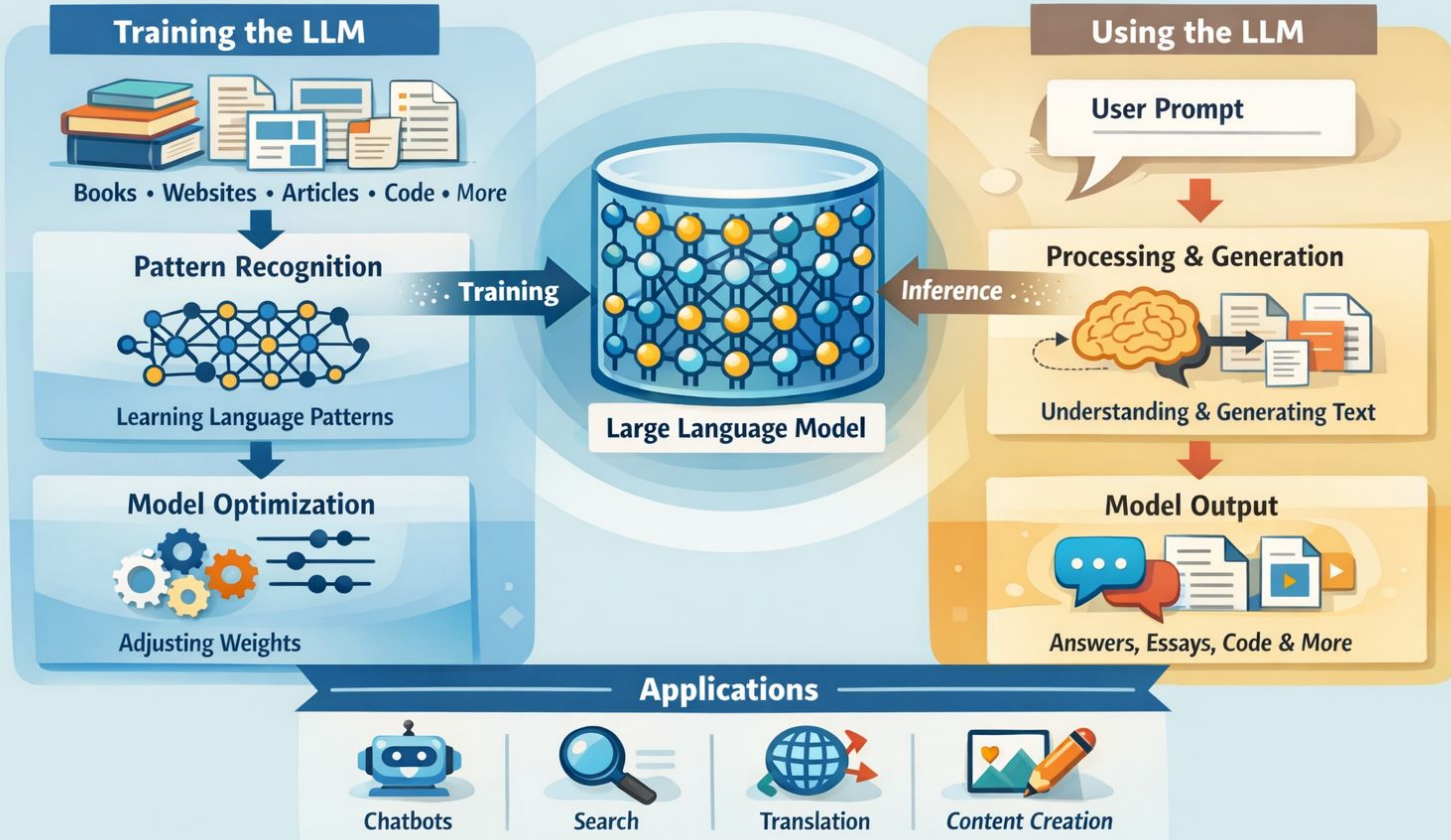 Training the LLM
Books • Websites • Articles • Code • More
Pattern Recognition
Learning Language Patterns
Model Optimization
Adjusting Weights
Training
Large Language Model
Inference
Using the LLM
User Prompt
Processing & Generation
Understanding & Generating Text
Model Output
Answers, Essays, Code & More
Applications
Chatbots
Search
Translation
Content Creation